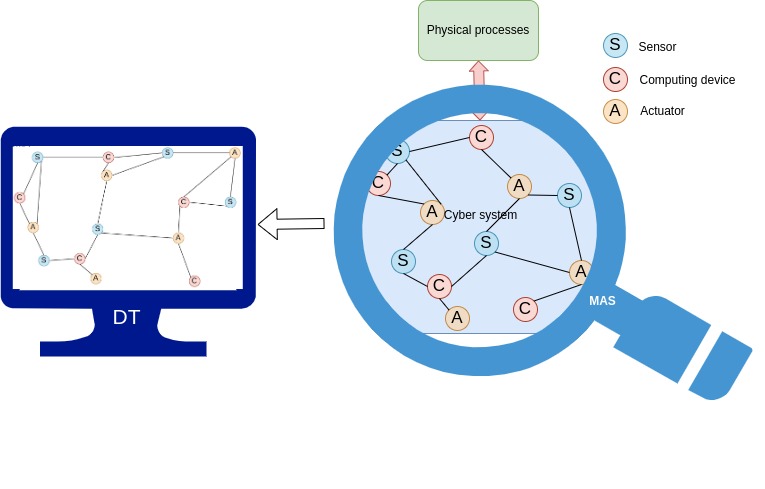 Physical processes
S Sensor
C Computing device
A Actuator
S C S A
A
C C S
A S A
S C
A C
DT
S C
C A S
A Cyber system
S S
C A
C
A
MAS